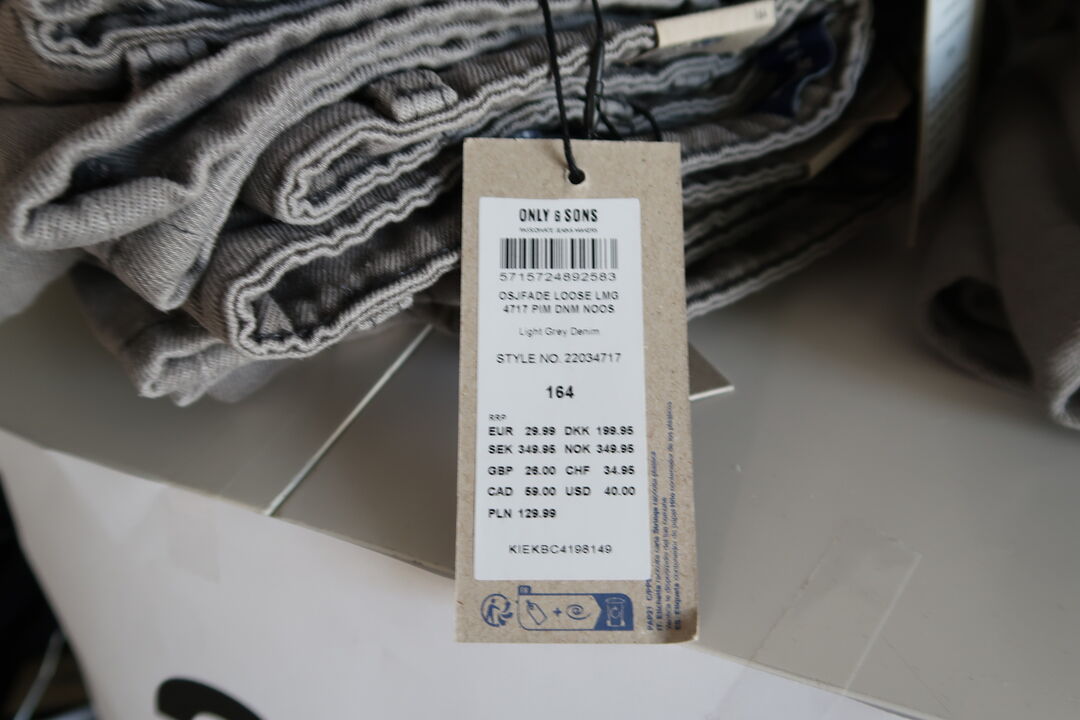 ONLY & SONS
5715724892583
OSJFADE LOOSE LMG
4717 PIM DNM NOOS
Light Grey Denim
STYLE NO. 22034717
164
RRP
EUR 29.99 DKK 199.95
SEK 349.95 NOK 349.95
GBP 26.00 CHF 34.95
CAD 59.00 USD 40.00
PLN 129.99
KIEKBC4198149
FR
PAP21